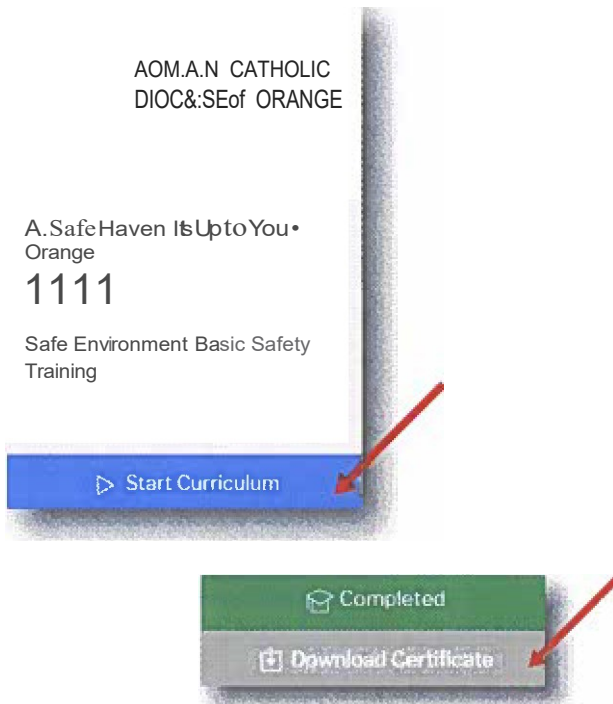 AOM.A.N CATHOLIC
DIOC&:SEof ORANGE
A.SafeHaven ItsUptoYou•
Orange
1111
Safe Environment Basic Safety
Training
Start Curriculum
Completed
Download Certificate